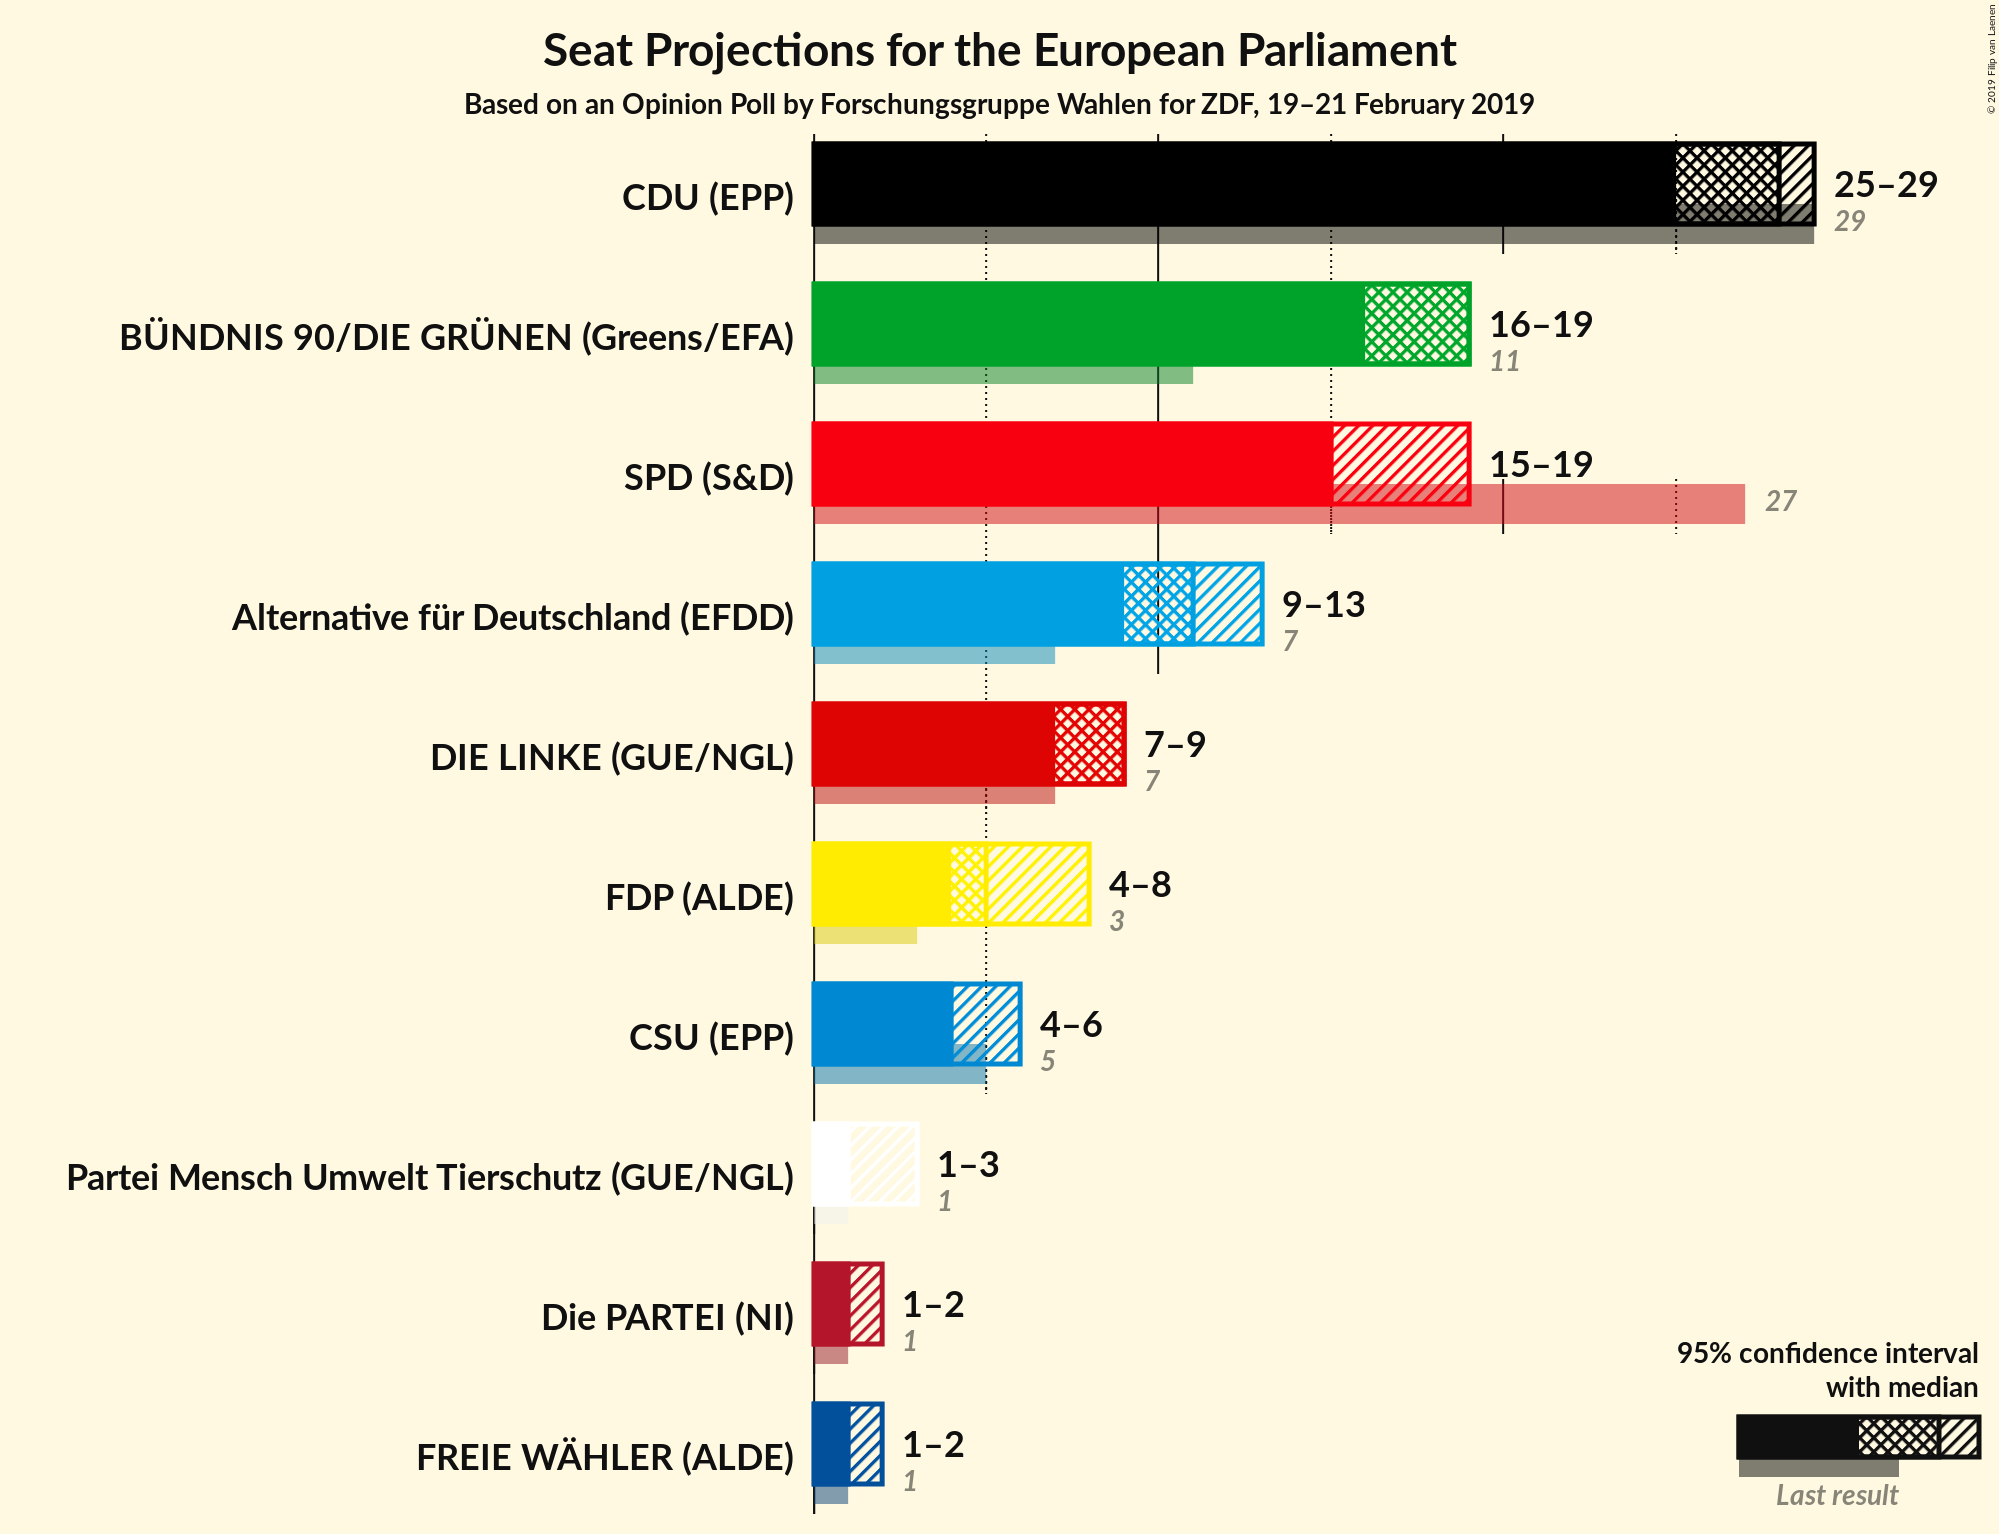 Seat Projections for the European Parliament
Based on an Opinion Poll by Forschungsgruppe Wahlen for ZDF, 19–21 February 2019
© 2019 Filip van Laenen
CDU (EPP)
25–29
29
BÜNDNIS 90/DIE GRÜNEN (Greens/EFA)
16–19
11
SPD (S&D)
15–19
27
Alternative für Deutschland (EFDD)
9–13
7
DIE LINKE (GUE/NGL)
7–9
7
FDP (ALDE)
4–8
3
CSU (EPP)
4–6
5
Partei Mensch Umwelt Tierschutz (GUE/NGL)
1–3
1
Die PARTEI (NI)
1–2
1
FREIE WÄHLER (ALDE)
1–2
1
95% confidence interval
with median
Last result